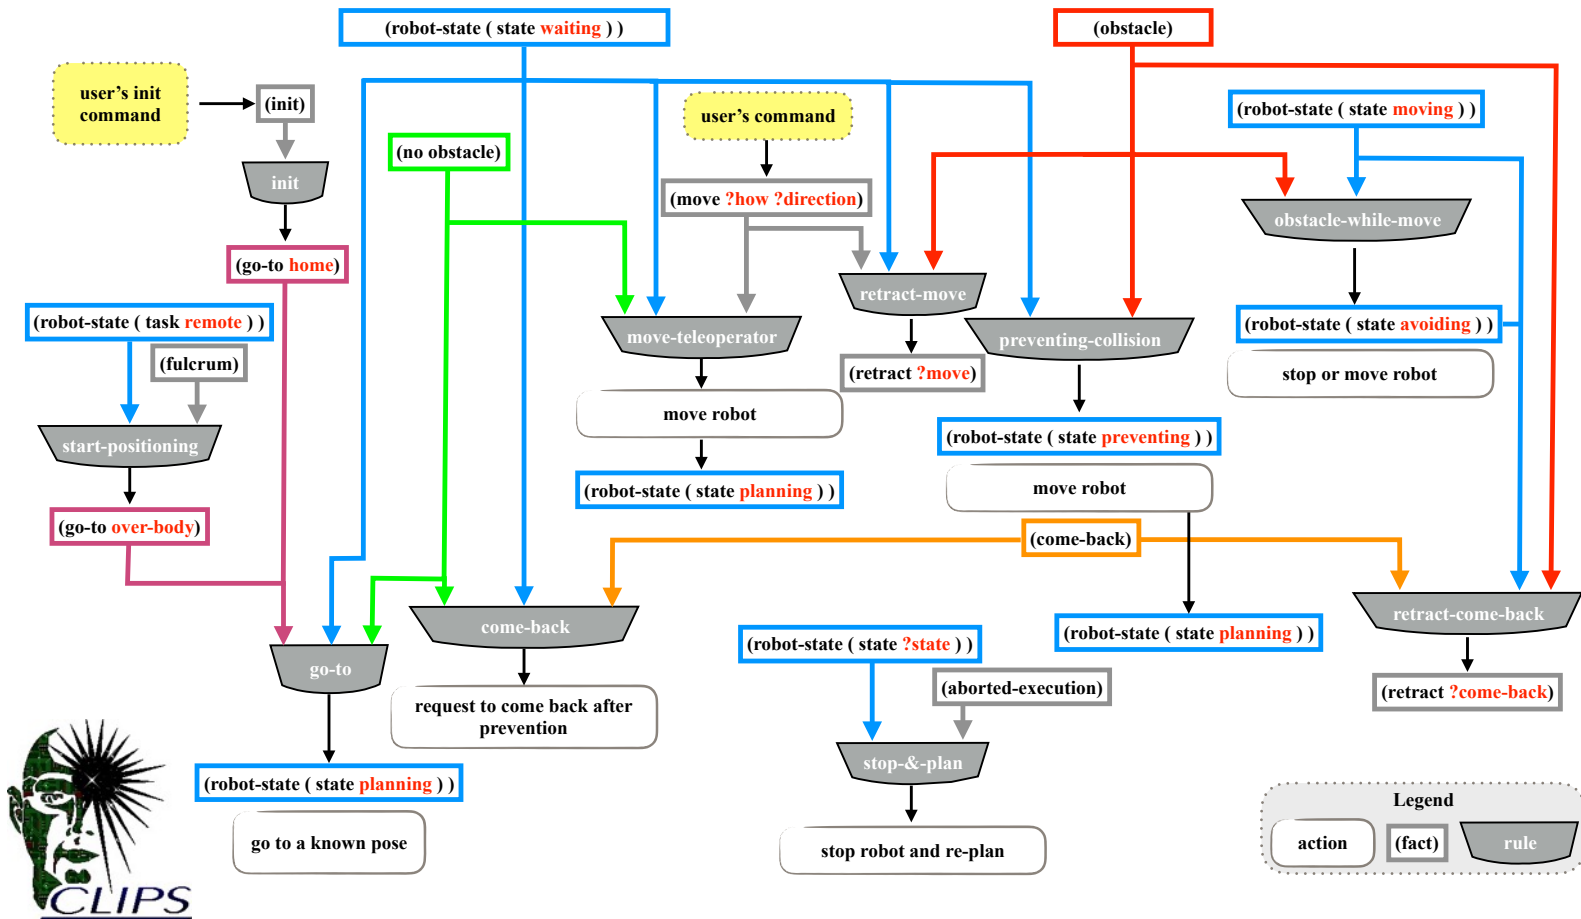 (robot-state ( state waiting ) )
(obstacle)
user's init
command
(init)
user's command
(robot-state ( state moving ) )
(no obstacle)
init
(move ?how ?direction)
obstacle-while-move
(go-to home)
retract-move
(robot-state ( task remote ) )
move-teleoperator
preventing-collision
(robot-state ( state avoiding ) )
(fulcrum)
(retract ?move)
stop or move robot
move robot
start-positioning
(robot-state ( state preventing ) )
(robot-state ( state planning ) )
move robot
(go-to over-body)
(come-back)
come-back
retract-come-back
(robot-state ( state ?state ) )
(robot-state ( state planning ) )
go-to
(aborted-execution)
(retract ?come-back)
request to come back after
prevention
stop-&-plan
(robot-state ( state planning ) )
Legend
go to a known pose
action
(fact)
rule
stop robot and re-plan
CLIPS